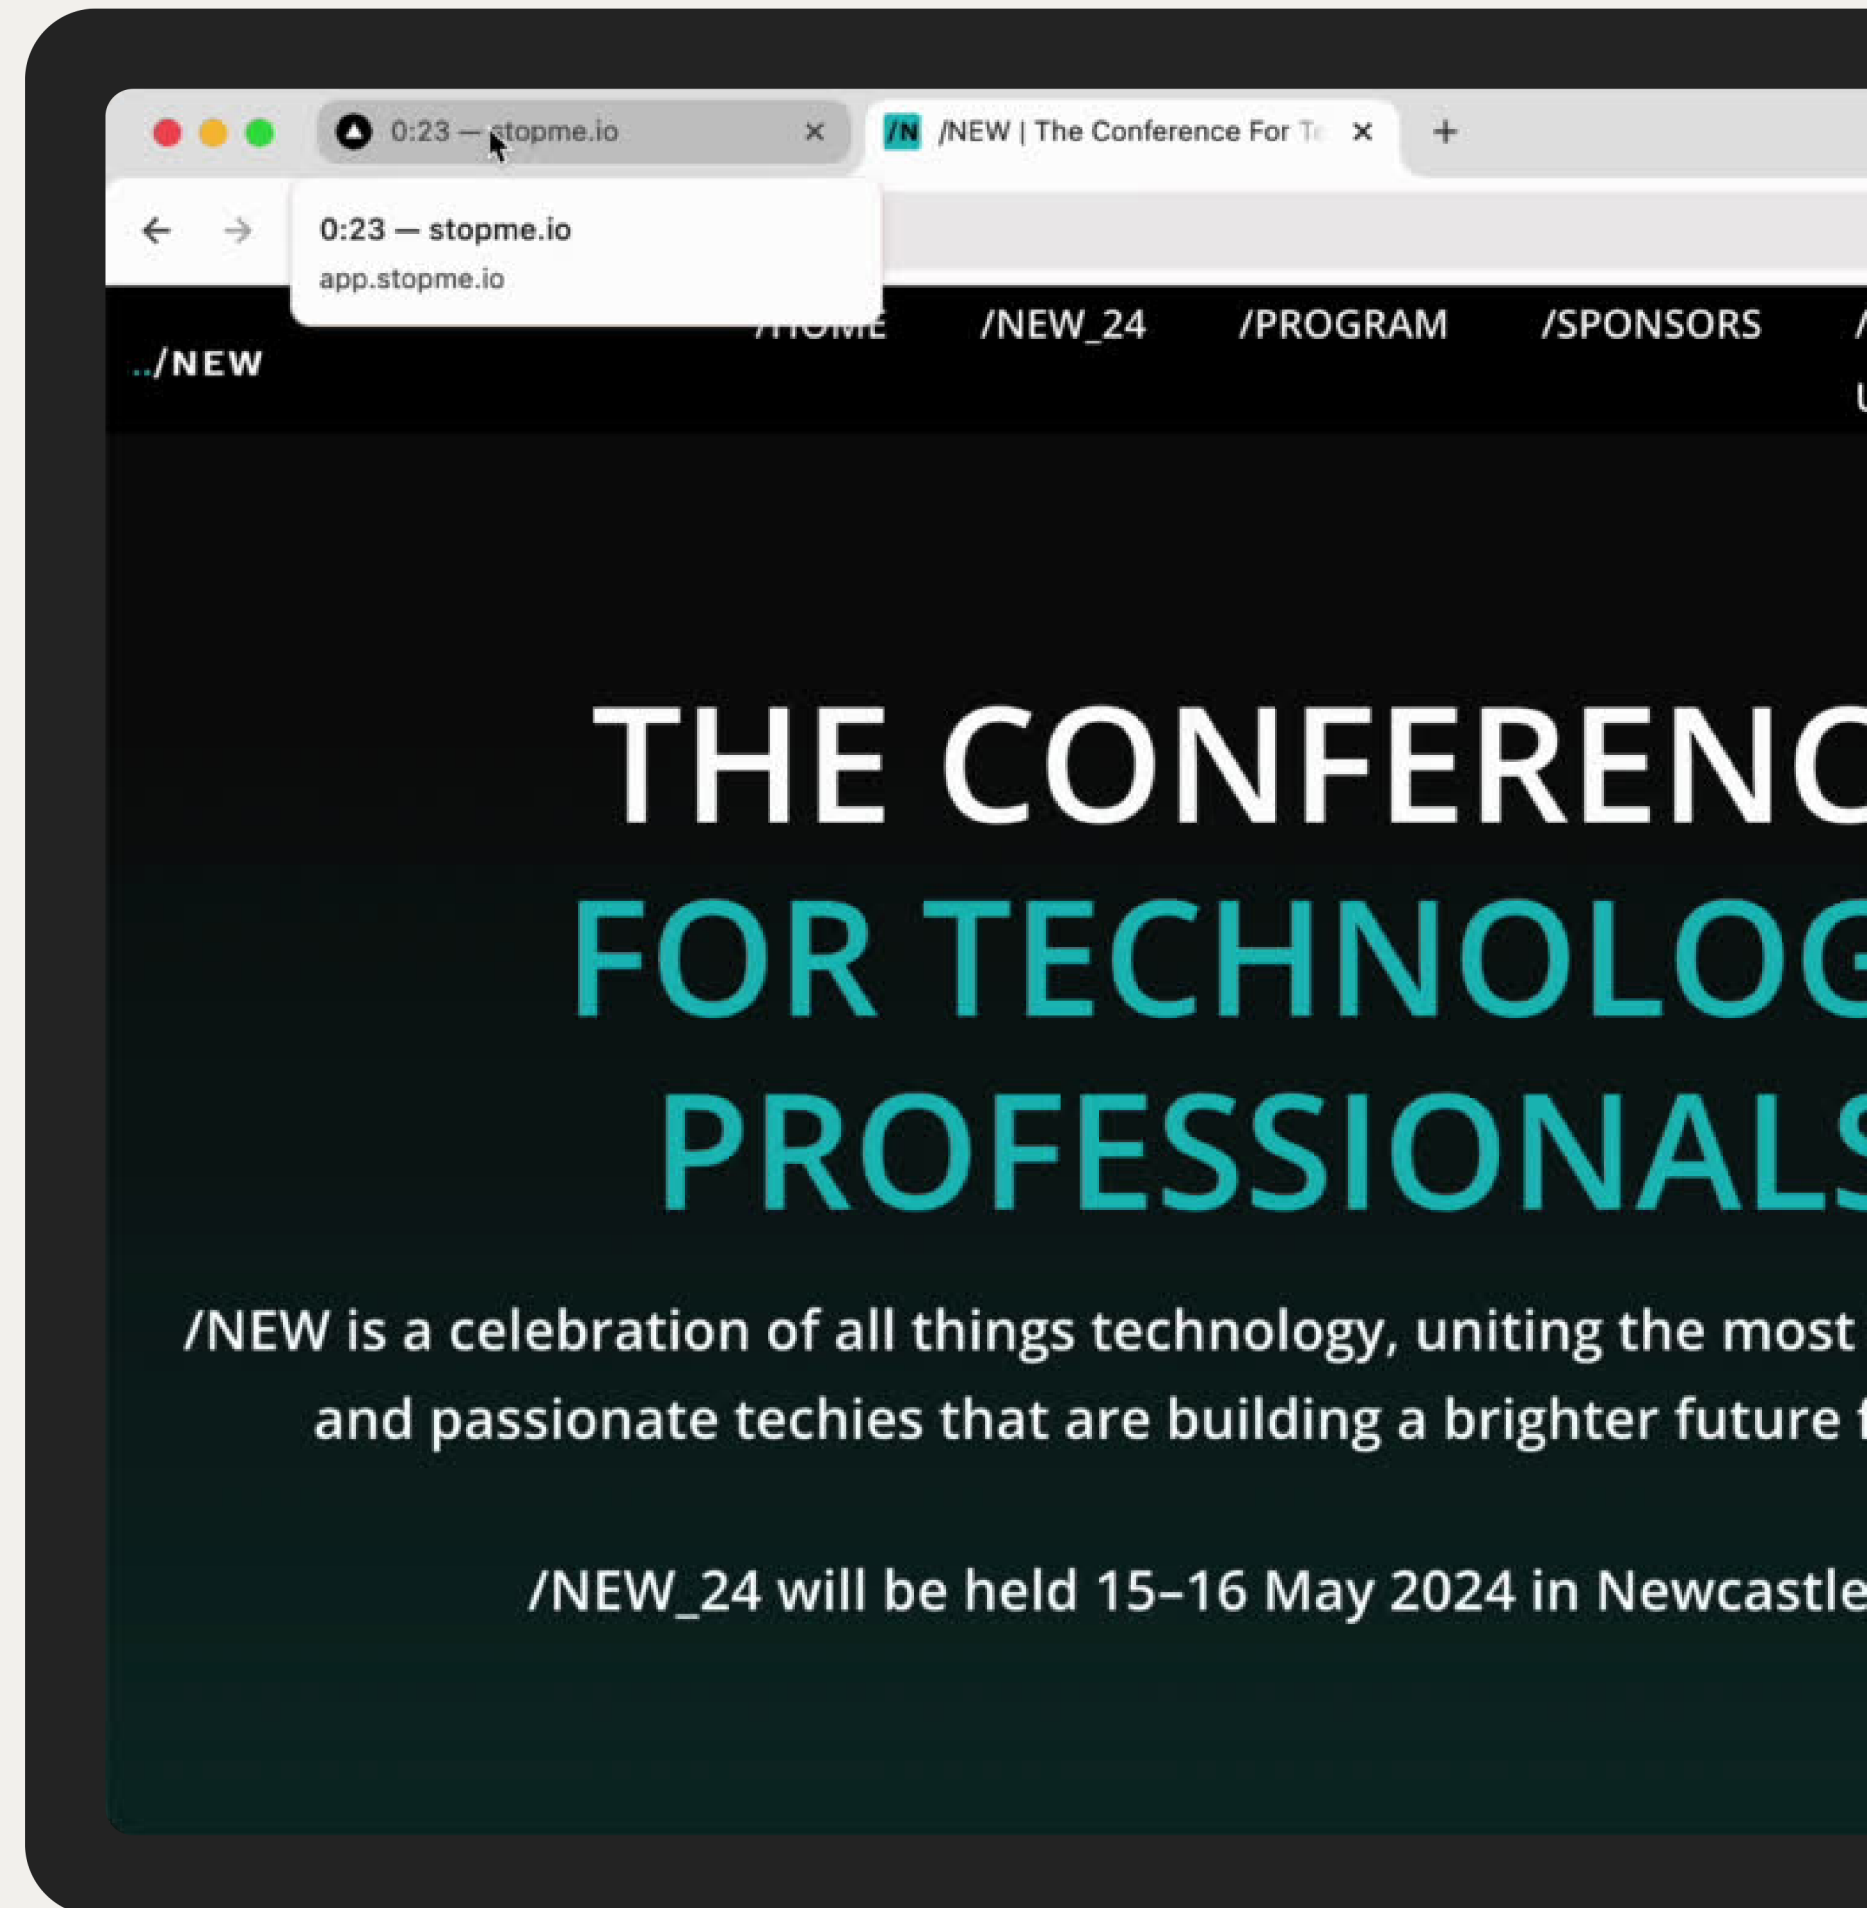 0:23 — stopme.io
/N /NEW | The Conference For
0:23 — stopme.io
app.stopme.io
/HOME /NEW_24 /PROGRAM /SPONSORS
../NEW
THE CONFERENC
FOR TECHNOLOG
PROFESSIONALS
/NEW is a celebration of all things technology, uniting the most
and passionate techies that are building a brighter future
/NEW_24 will be held 15–16 May 2024 in Newcastle